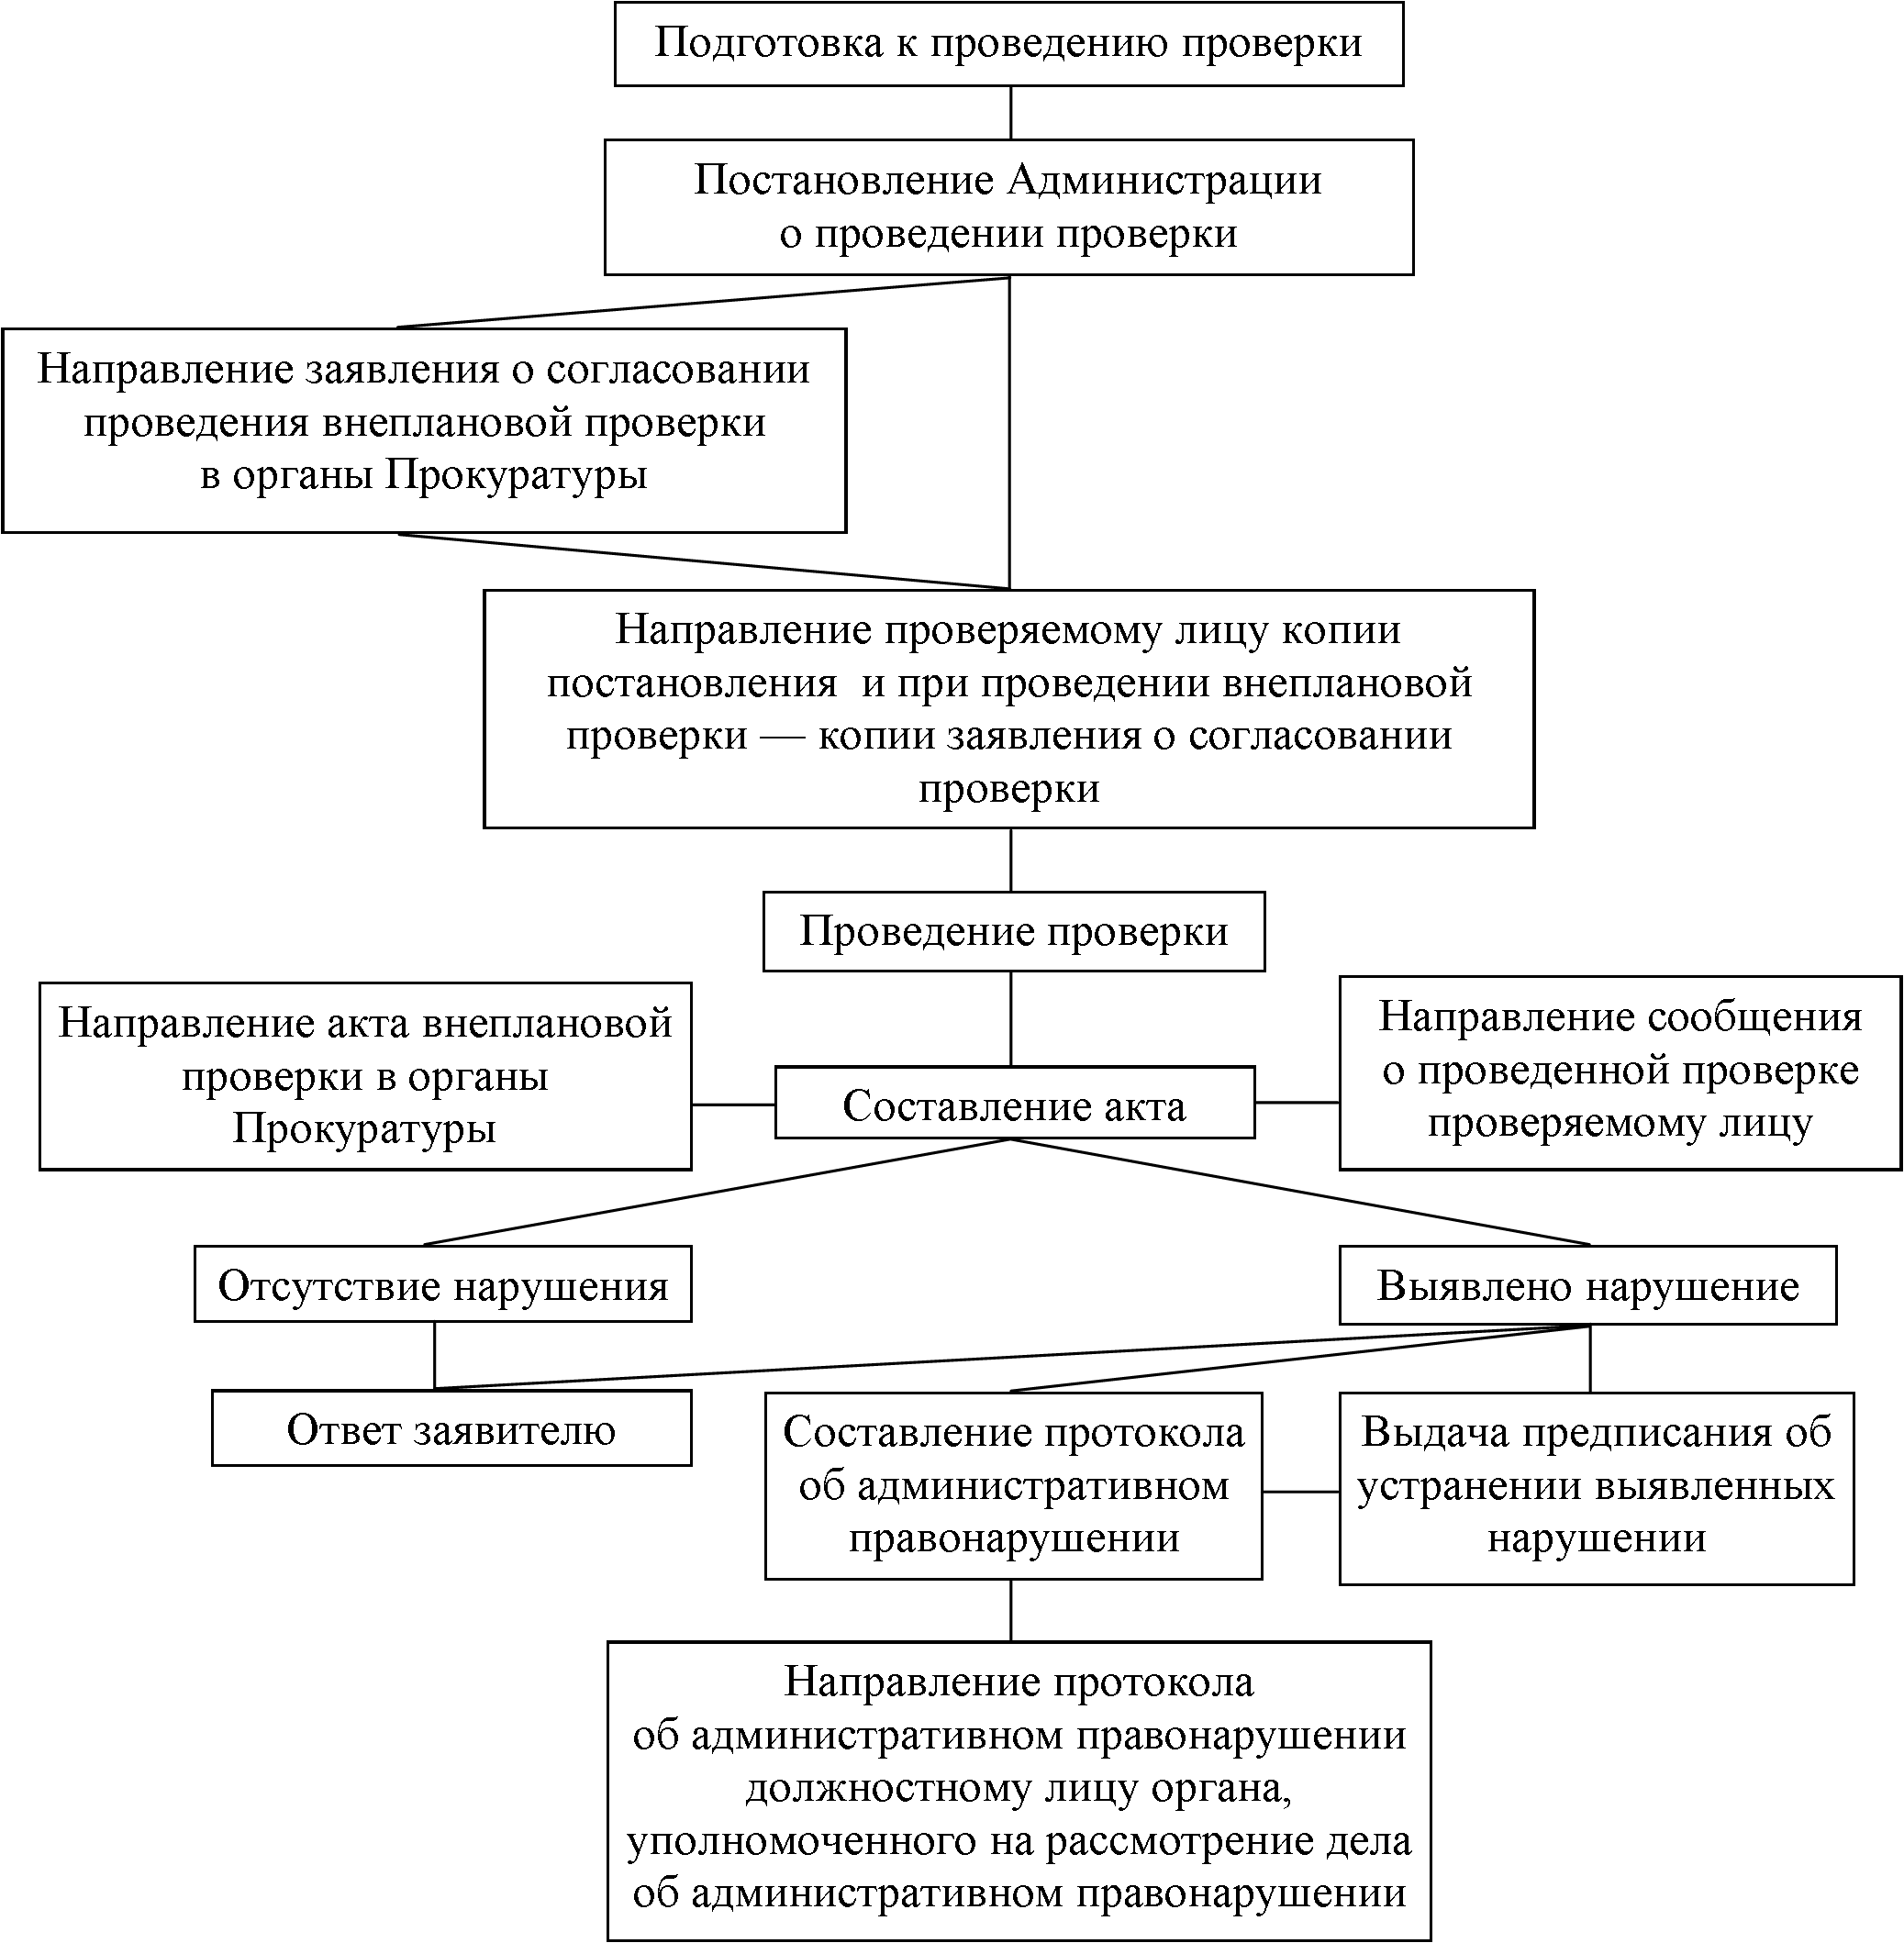 Подготовка к проведению проверки
Постановление Администрации
о проведении проверки
Направление заявления о согласовании
проведения внеплановой проверки
в органы Прокуратуры
Направление проверяемому лицу копии
постановления и при проведении внеплановой
проверки — копии заявления о согласовании
проверки
Проведение проверки
Направление акта внеплановой
проверки в органы
Прокуратуры
Составление акта
Направление сообщения
о проведенной проверке
проверяемому лицу
Отсутствие нарушения
Выявлено нарушение
Ответ заявителю
Составление протокола
об административном
правонарушении
Выдача предписания об
устранении выявленных
нарушении
Направление протокола
об административном правонарушении
должностному лицу органа,
уполномоченного на рассмотрение дела
об административном правонарушении